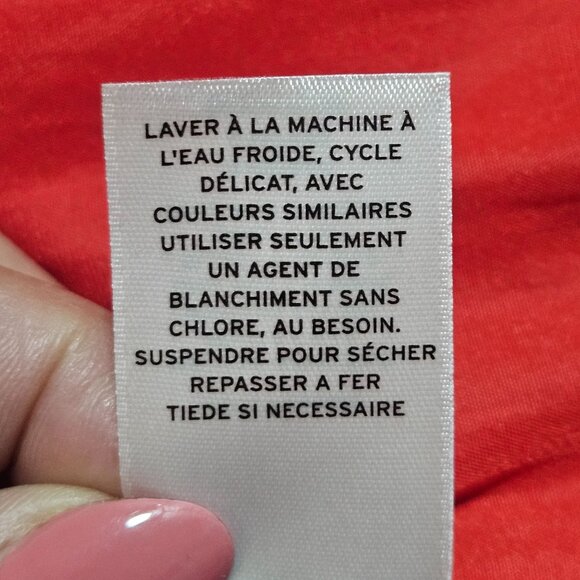 LAVER À LA MACHINE À
L'EAU FROIDE, CYCLE
DÉLICAT, AVEC
COULEURS SIMILAIRES
UTILISER SEULEMENT
UN AGENT DE
BLANCHIMENT SANS
CHLORE, AU BESOIN.
SUSPENDRE POUR SÉCHER
REPASSER A FER
TIEDE SI NECESSAIRE